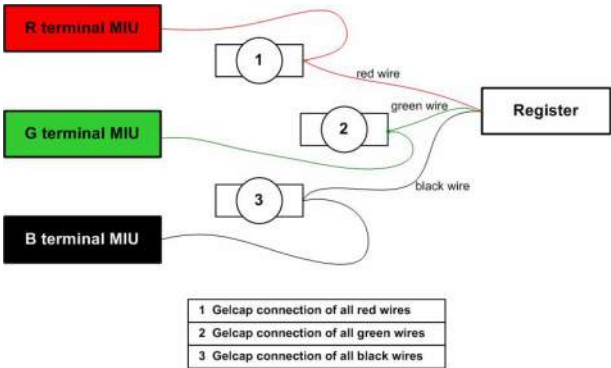 R terminal MIU
1
red wire
green wire
Register
G terminal MIU
2
black wire
3
B terminal MIU
1 Gelcap connection of all red wires
2 Gelcap connection of all green wires
3 Gelcap connection of all black wires